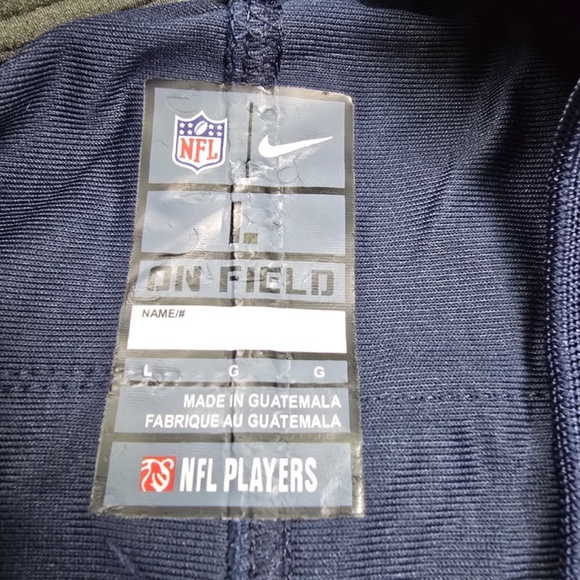 NFL
L
ON FIELD
NAME/#
L G G
MADE IN GUATEMALA
FABRIQUE AU GUATEMALA
NFL PLAYERS